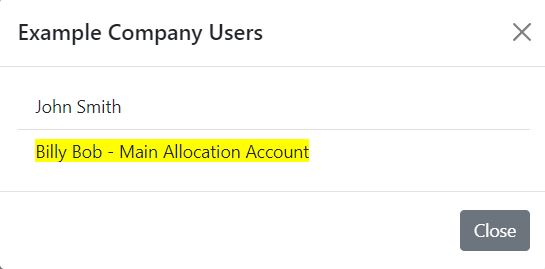 Example Company Users
John Smith
Billy Bob - Main Allocation Account
Close